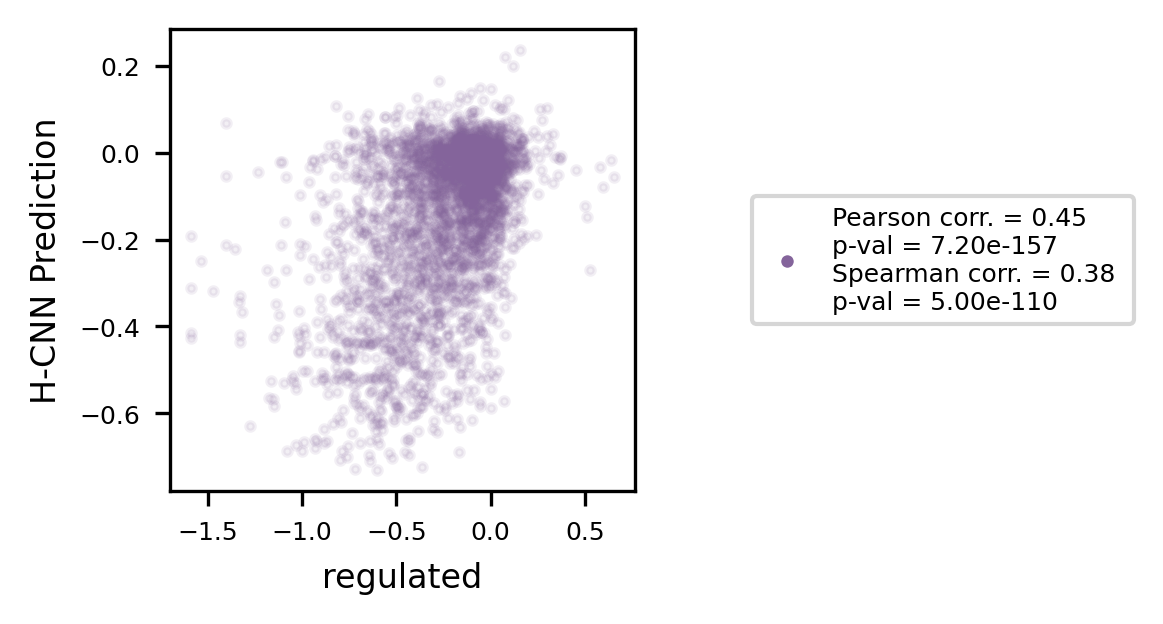 0.2
0.0
−0.2
−0.4
−0.6
H-CNN Prediction
−1.5
−1.0
−0.5
0.0
0.5
regulated
Pearson corr. = 0.45
p-val = 7.20e-157
Spearman corr. = 0.38
p-val = 5.00e-110